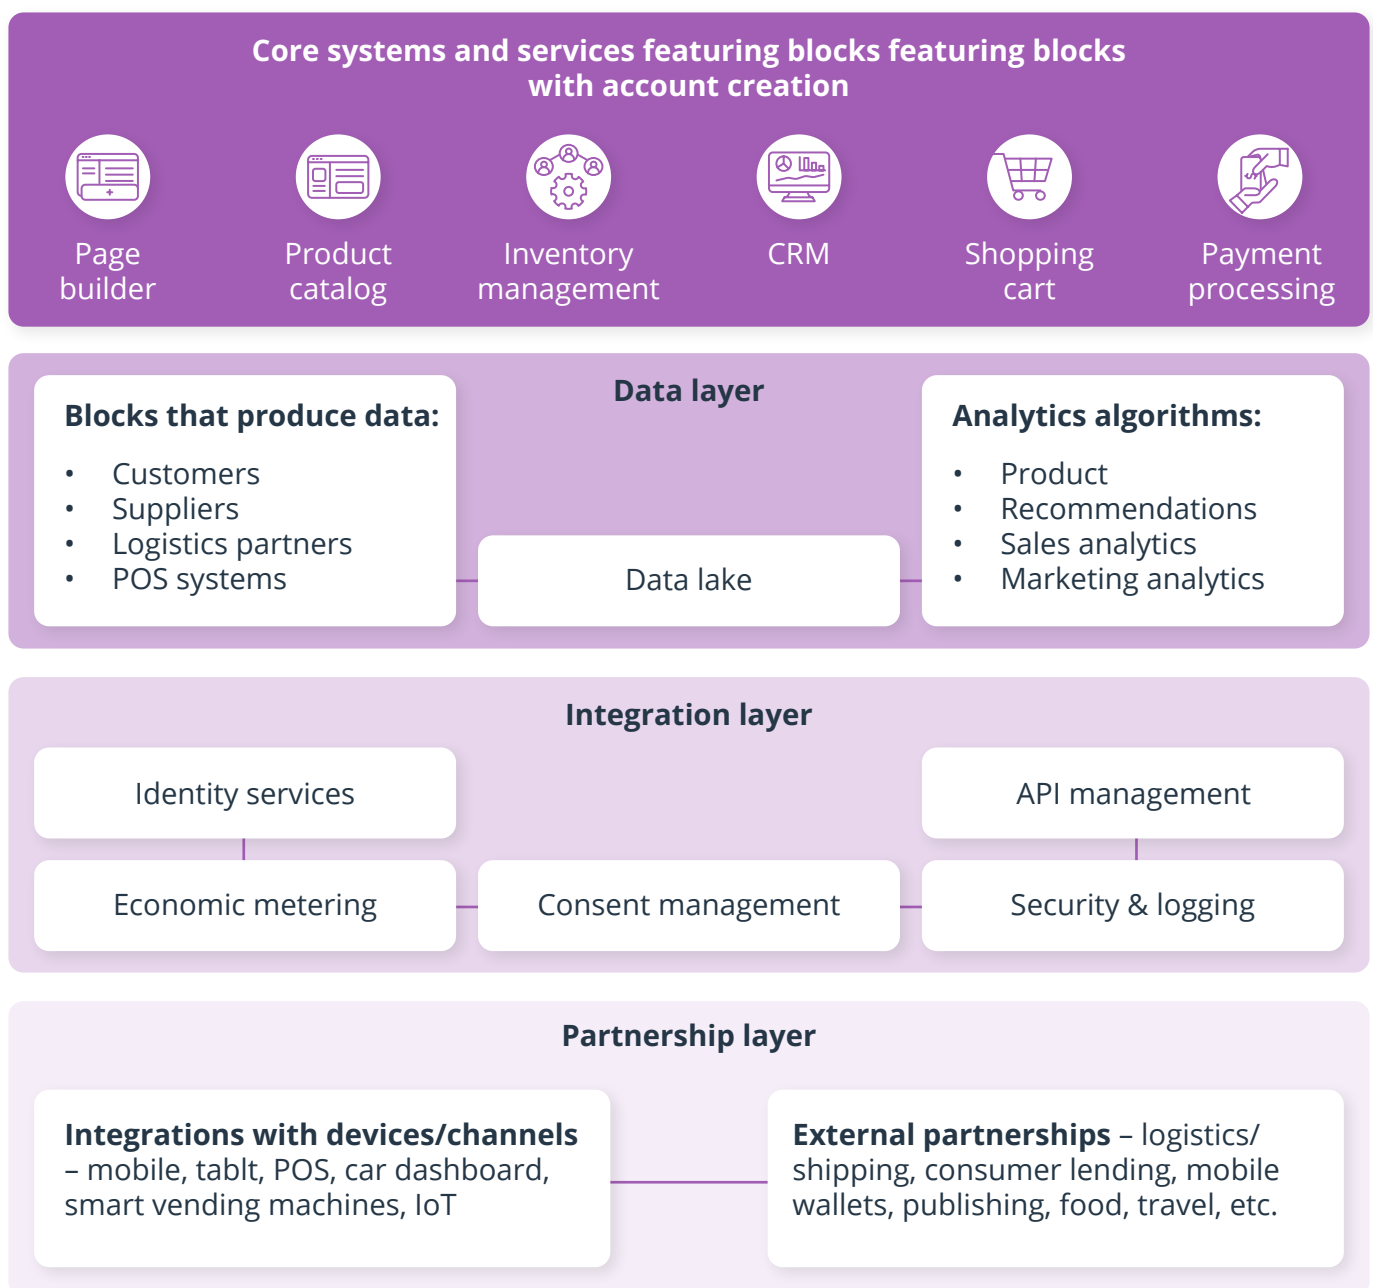 Core systems and services featuring blocks featuring blocks
with account creation
Page
builder
Product
catalog
Inventory
management
CRM
Shopping
cart
Payment
processing
Data layer
Blocks that produce data:
• Customers
• Suppliers
• Logistics partners
• POS systems
Data lake
Analytics algorithms:
• Product
• Recommendations
• Sales analytics
• Marketing analytics
Integration layer
Identity services
API management
Economic metering
Consent management
Security & logging
Partnership layer
Integrations with devices/channels
– mobile, tablt, POS, car dashboard,
smart vending machines, IoT
External partnerships – logistics/
shipping, consumer lending, mobile
wallets, publishing, food, travel, etc.